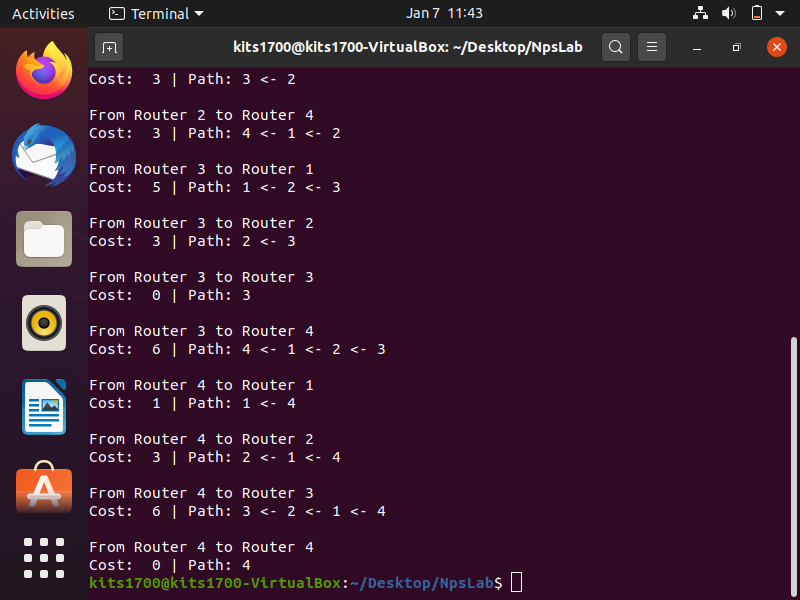 Activities
Terminal
Jan 7 11:43
kits1700@kits1700-VirtualBox: ~/Desktop/NpsLab
Cost:  3 | Path: 3 <- 2
From Router 2 to Router 4
Cost:  3 | Path: 4 <- 1 <- 2
From Router 3 to Router 1
Cost:  5 | Path: 1 <- 2 <- 3
From Router 3 to Router 2
Cost:  3 | Path: 2 <- 3
From Router 3 to Router 3
Cost:  0 | Path: 3
From Router 3 to Router 4
Cost:  6 | Path: 4 <- 1 <- 2 <- 3
From Router 4 to Router 1
Cost:  1 | Path: 1 <- 4
From Router 4 to Router 2
Cost:  3 | Path: 2 <- 1 <- 4
From Router 4 to Router 3
Cost:  6 | Path: 3 <- 2 <- 1 <- 4
From Router 4 to Router 4
Cost:  0 | Path: 4
kits1700@kits1700-VirtualBox:~/Desktop/NpsLab$